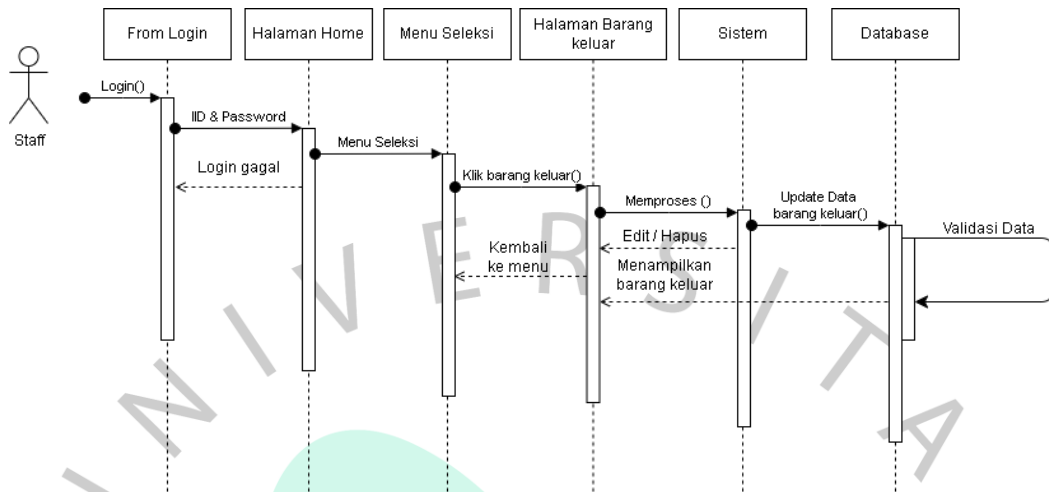 From Login
Halaman Home
Menu Seleksi
Halaman Barang
keluar
Sistem
Database
Staff
Login()
IID & Password
Menu Seleksi
Login gagal
Klik barang keluar()
Memproses ()
Update Data
barang keluar()
Validasi Data
Edit / Hapus
Kembali
ke menu
Menampilkan
barang keluar
NIVERSITA